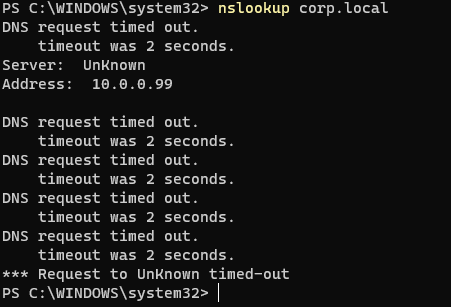 PS C:\WINDOWS\system32> nslookup corp.local
DNS request timed out.
    timeout was 2 seconds.
Server:  UnKnown
Address:  10.0.0.99

DNS request timed out.
    timeout was 2 seconds.
DNS request timed out.
    timeout was 2 seconds.
DNS request timed out.
    timeout was 2 seconds.
DNS request timed out.
    timeout was 2 seconds.
*** Request to UnKnown timed-out
PS C:\WINDOWS\system32>